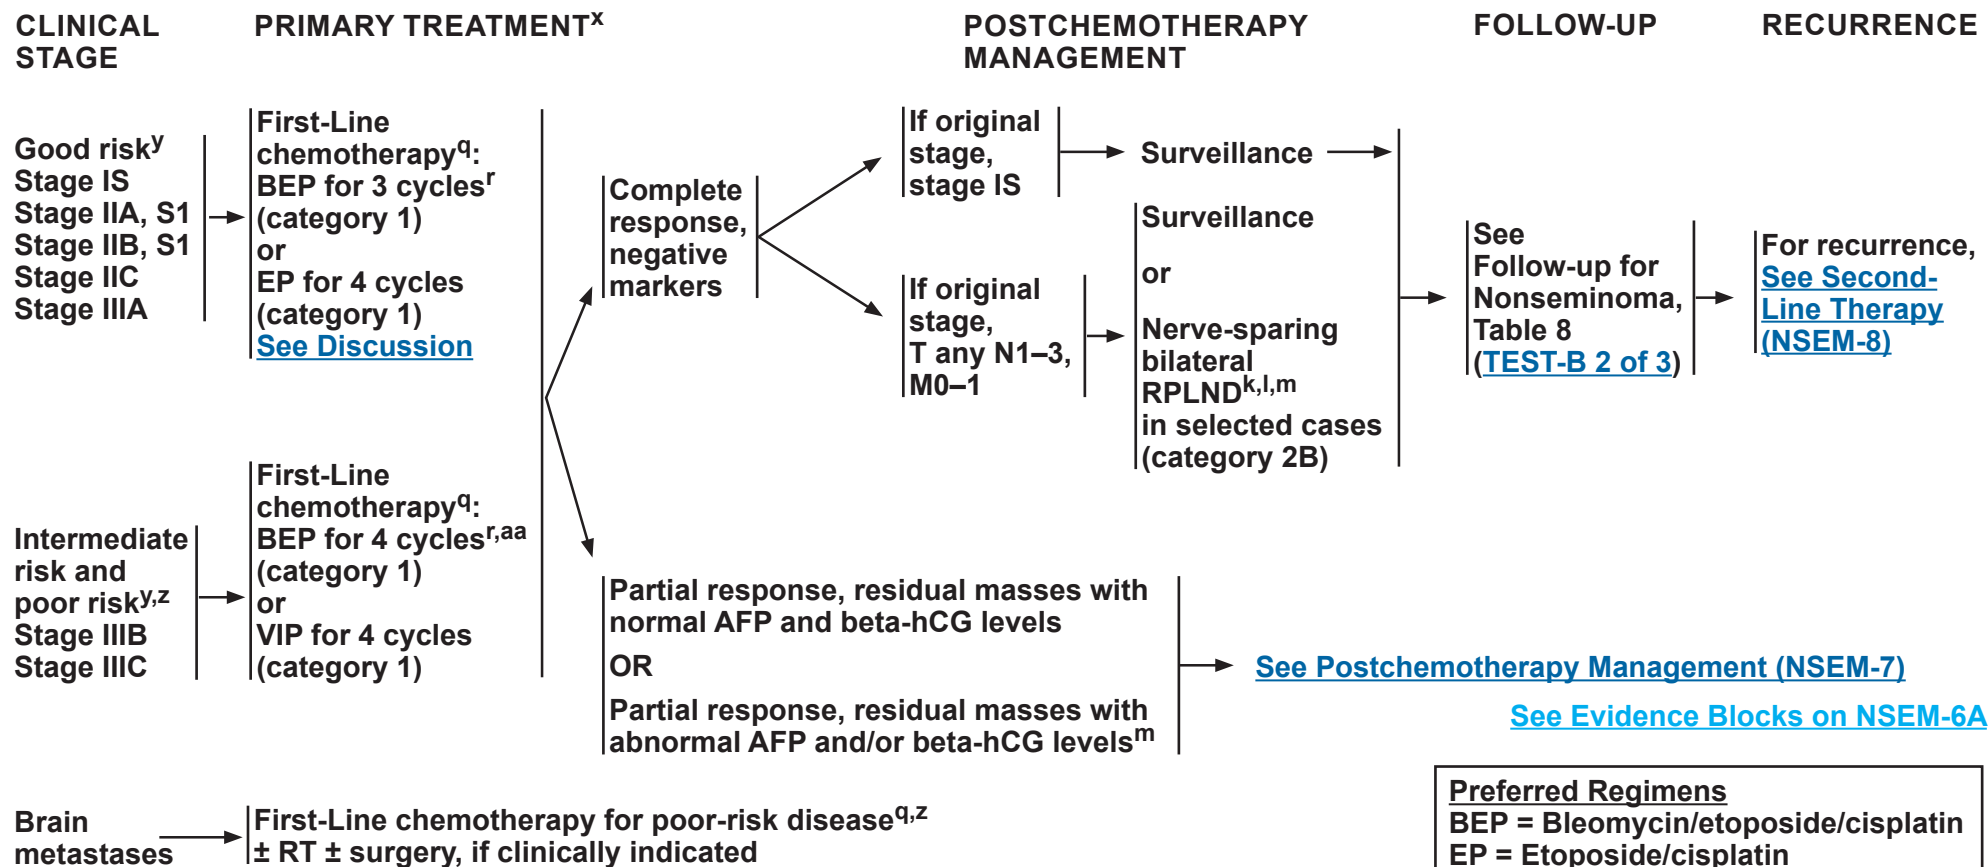 CLINICAL
STAGE
PRIMARY TREATMENTx
POSTCHEMOTHERAPY
MANAGEMENT
FOLLOW-UP
RECURRENCE
Good risky
Stage IS
Stage IIA, S1
Stage IIB, S1
Stage IIC
Stage IIIA
First-Line
chemotherapyq:
BEP for 3 cyclesr
(category 1)
or
EP for 4 cycles
(category 1)
See Discussion
Complete
response,
negative
markers
If original
stage,
stage IS
Surveillance
If original
stage,
T any N1–3,
M0–1
Surveillance
or
Nerve-sparing
bilateral
RPLNDk,l,m
in selected cases
(category 2B)
See
Follow-up for
Nonseminoma,
Table 8
(TEST-B 2 of 3)
For recurrence,
See Second-
Line Therapy
(NSEM-8)
Intermediate
risk and
poor risky,z
Stage IIIB
Stage IIIC
First-Line
chemotherapyq:
BEP for 4 cyclesr,aa
(category 1)
or
VIP for 4 cycles
(category 1)
Partial response, residual masses with
normal AFP and beta-hCG levels
OR
Partial response, residual masses with
abnormal AFP and/or beta-hCG levelsm
See Postchemotherapy Management (NSEM-7)
See Evidence Blocks on NSEM-6A
Brain
metastases
First-Line chemotherapy for poor-risk diseaseq,z
± RT ± surgery, if clinically indicated
Preferred Regimens
BEP = Bleomycin/etoposide/cisplatin
EP = Etoposide/cisplatin